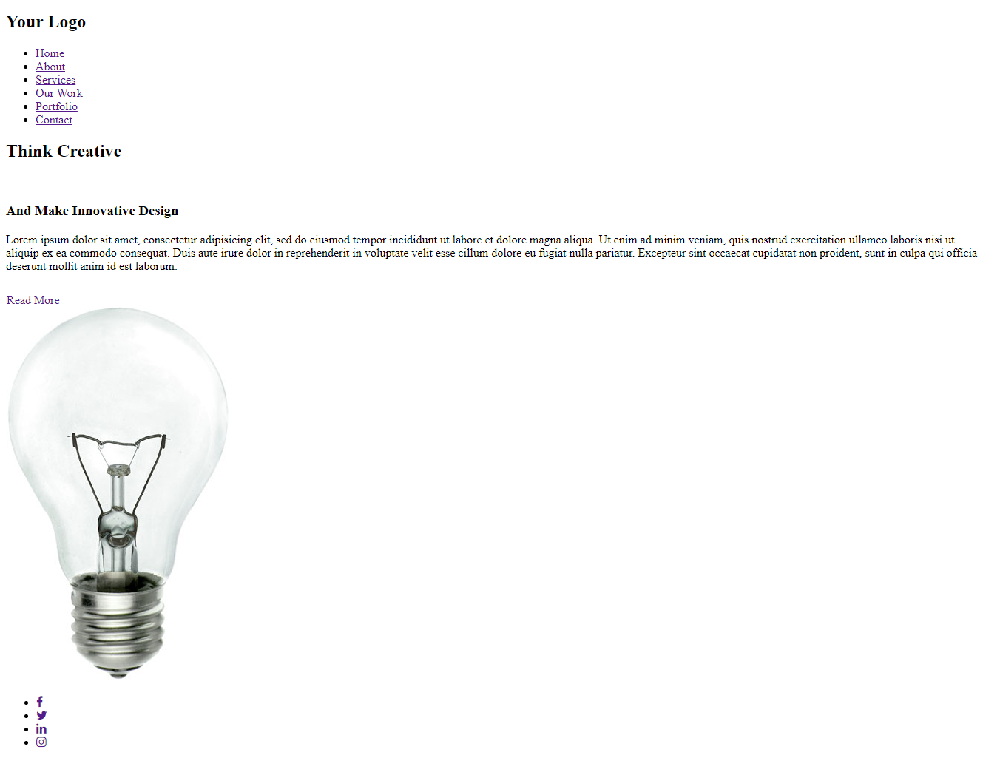 Your Logo
Home
About
Services
Our Work
Portfolio
Contact
Think Creative
And Make Innovative Design
Lorem ipsum dolor sit amet, consectetur adipisicing elit, sed do eiusmod tempor incididunt ut labore et dolore magna aliqua. Ut enim ad minim veniam, quis nostrud exercitation ullamco laboris nisi ut
aliquip ex ea commodo consequat. Duis aute irure dolor in reprehenderit in voluptate velit esse cillum dolore eu fugiat nulla pariatur. Excepteur sint occaecat cupidatat non proident, sunt in culpa qui officia
deserunt mollit anim id est laborum.
Read More